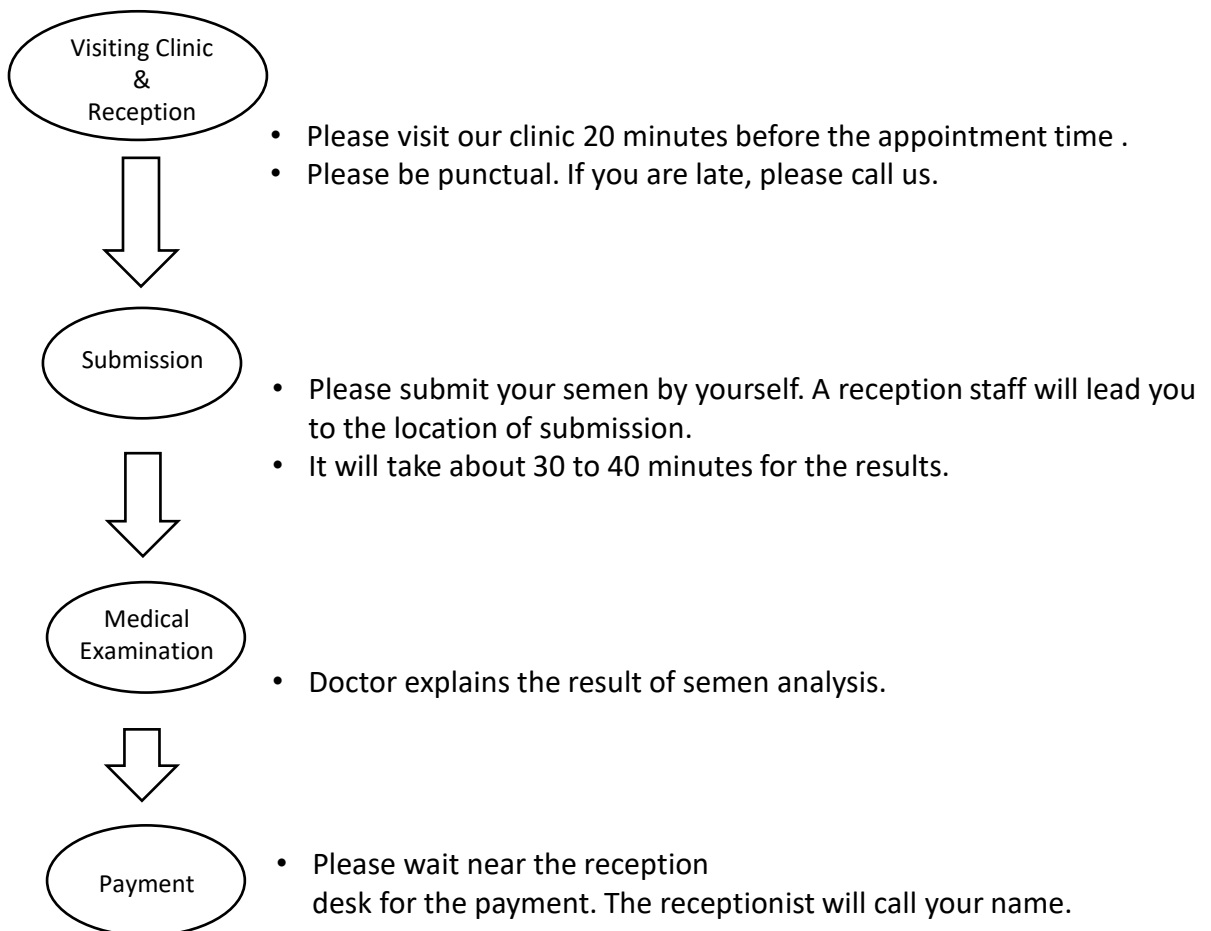 Visiting Clinic
&
Reception
• Please visit our clinic 20 minutes before the appointment time .
• Please be punctual. If you are late, please call us.
Submission
• Please submit your semen by yourself. A reception staff will lead you
to the location of submission.
• It will take about 30 to 40 minutes for the results.
Medical
Examination
• Doctor explains the result of semen analysis.
Payment
• Please wait near the reception
desk for the payment. The receptionist will call your name.